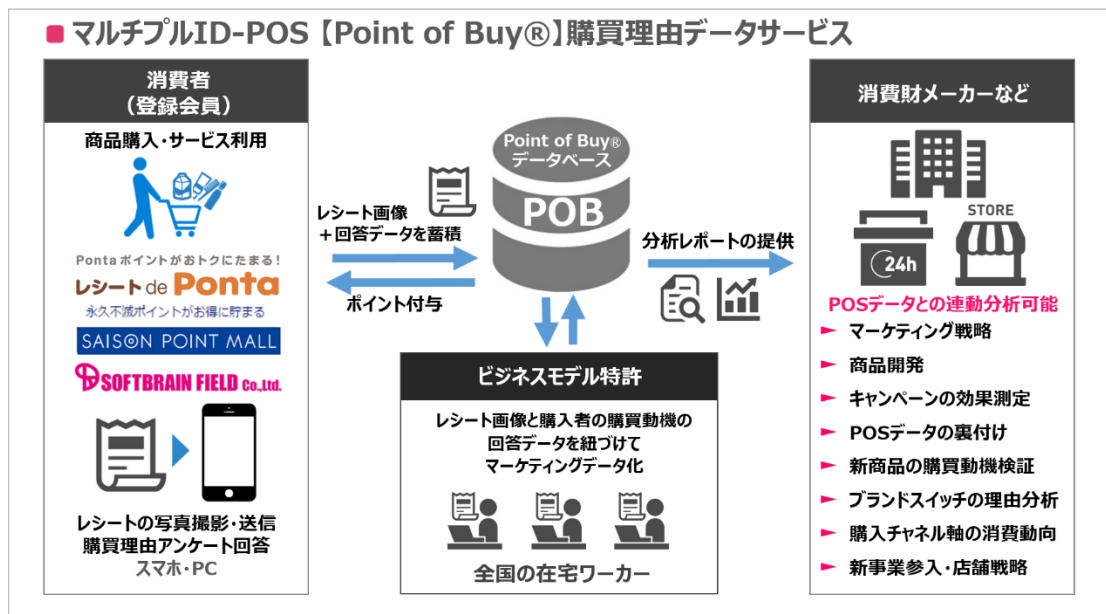 マルチプルID-POS【Point of Buy®】購買理由データサービス
消費者
（登録会員）
商品購入・サービス利用
Pontaポイントがおトクにたまる！
レシート de Ponta
永久不滅ポイントがお得に貯まる
SAISON POINT MALL
SOFTBRAIN FIELD Co.,Ltd.
レシートの写真撮影・送信
購買理由アンケート回答
スマホ・PC
レシート画像
＋回答データを蓄積
ポイント付与
Point of Buy®
データベース
POB
分析レポートの提供
ビジネスモデル特許
レシート画像と購入者の購買動機の
回答データを紐づけて
マーケティングデータ化
全国の在宅ワーカー
消費財メーカーなど
24h
STORE
POSデータとの連動分析可能
► マーケティング戦略
► 商品開発
► キャンペーンの効果測定
► POSデータの裏付け
► 新商品の購買動機検証
► ブランドスイッチの理由分析
► 購入チャネル軸の消費動向
► 新事業参入・店舗戦略